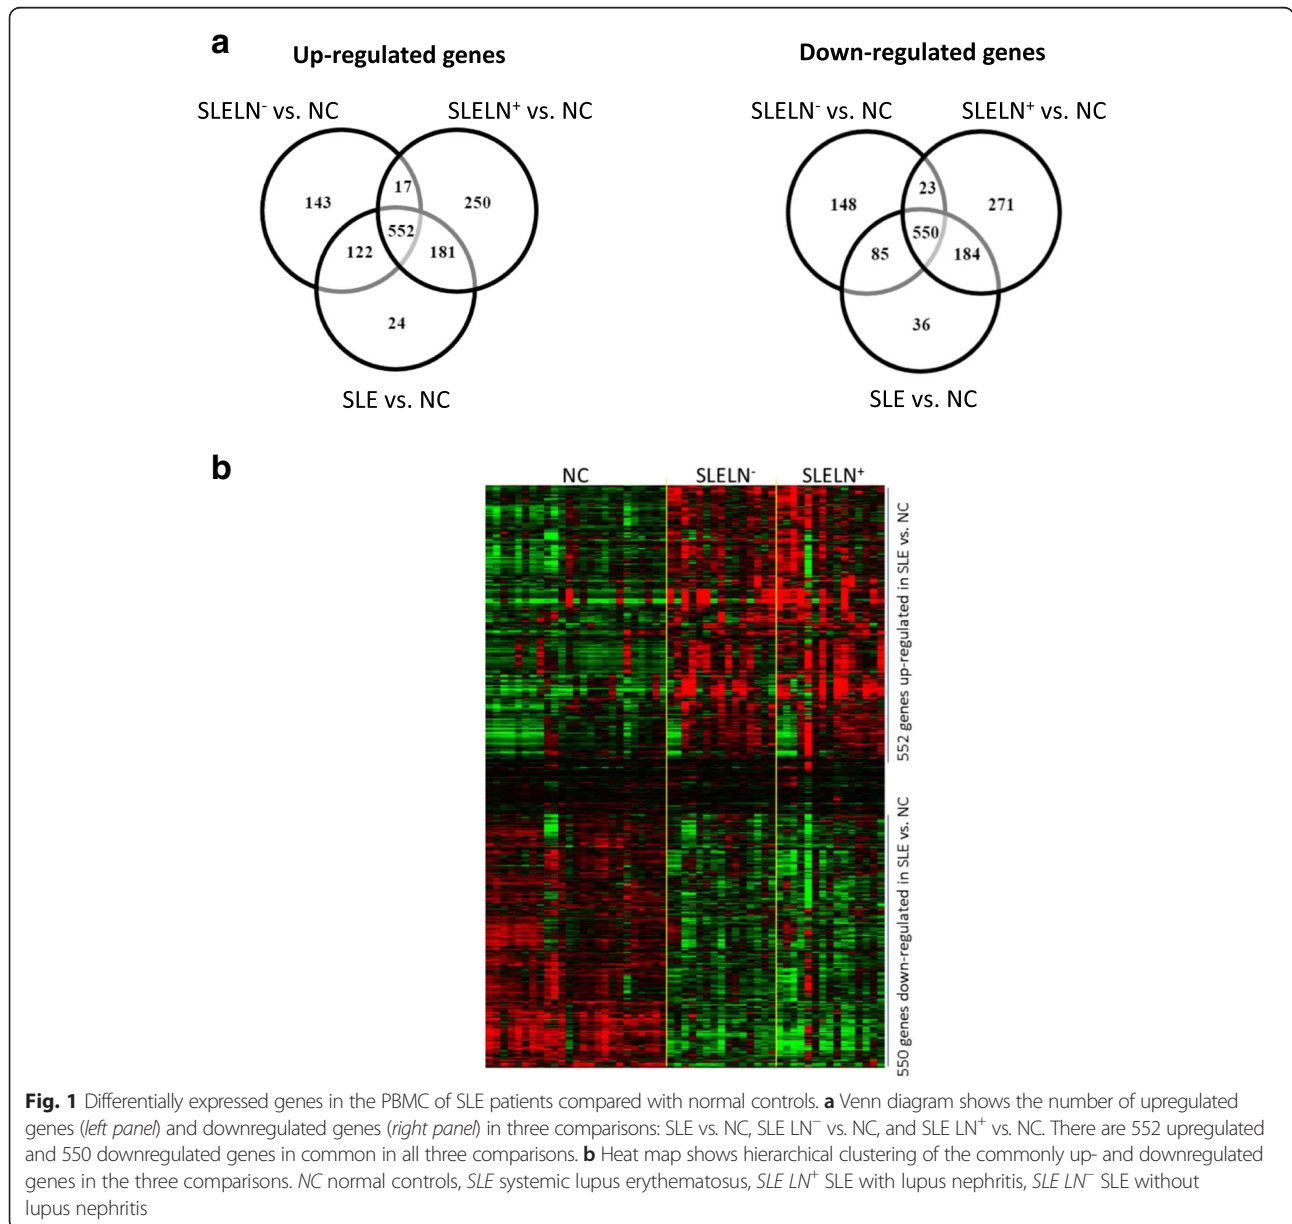 a
Up-regulated genes
Down-regulated genes
SLELN⁻ vs. NC
SLELN⁺ vs. NC
143
17
250
552
122
181
24
SLE vs. NC
SLELN⁻ vs. NC
SLELN⁺ vs. NC
148
23
271
550
85
184
36
SLE vs. NC
b
NC
SLELN⁻
SLELN⁺
552 genes up-regulated in SLE vs. NC
550 genes down-regulated in SLE vs. NC
Fig. 1 Differentially expressed genes in the PBMC of SLE patients compared with normal controls. a Venn diagram shows the number of upregulated
genes (left panel) and downregulated genes (right panel) in three comparisons: SLE vs. NC, SLE LN⁻ vs. NC, and SLE LN⁺ vs. NC. There are 552 upregulated
and 550 downregulated genes in common in all three comparisons. b Heat map shows hierarchical clustering of the commonly up- and downregulated
genes in the three comparisons. NC normal controls, SLE systemic lupus erythematosus, SLE LN⁺ SLE with lupus nephritis, SLE LN⁻ SLE without
lupus nephritis